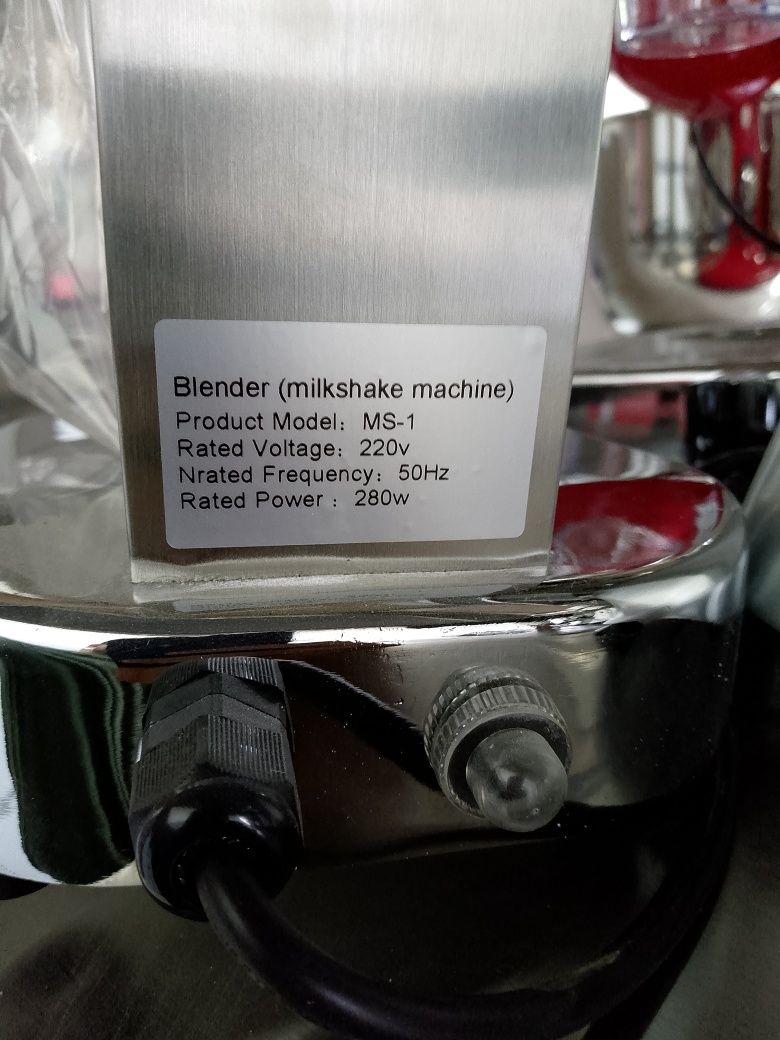 Blender (milkshake machine)
Product Model: MS-1
Rated Voltage: 220v
Nrated Frequency: 50Hz
Rated Power : 280w